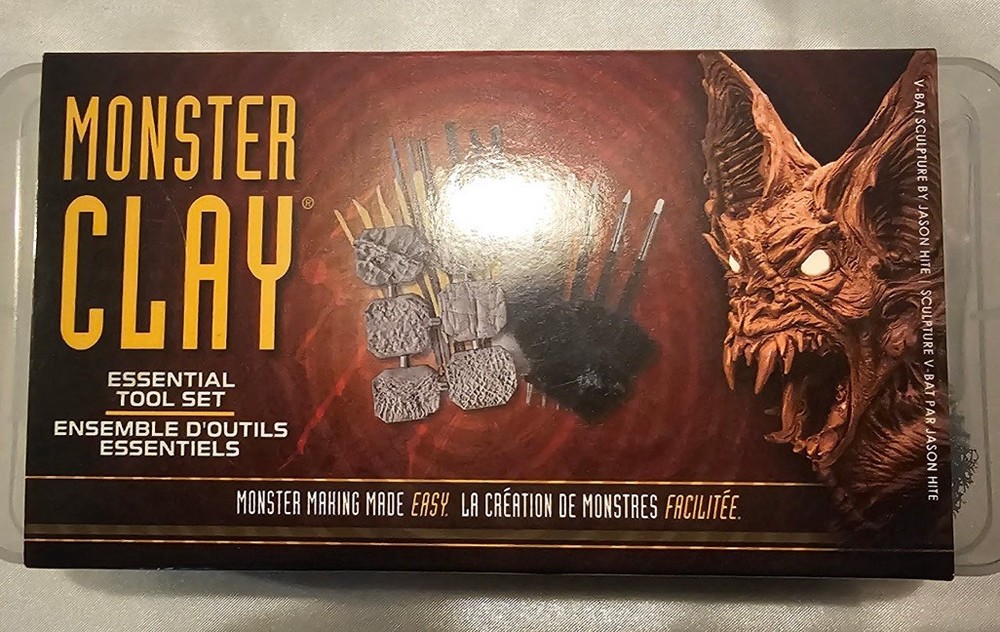 MONSTER
CLAY®
ESSENTIAL
TOOL SET
ENSEMBLE D'OUTILS
ESSENTIELS
MONSTER MAKING MADE EASY. LA CRÉATION DE MONSTRES FACILITÉE.
V-BAT SCULPTURE BY JASON HITE | SCULPTURE V-BAT PAR JASON HITE